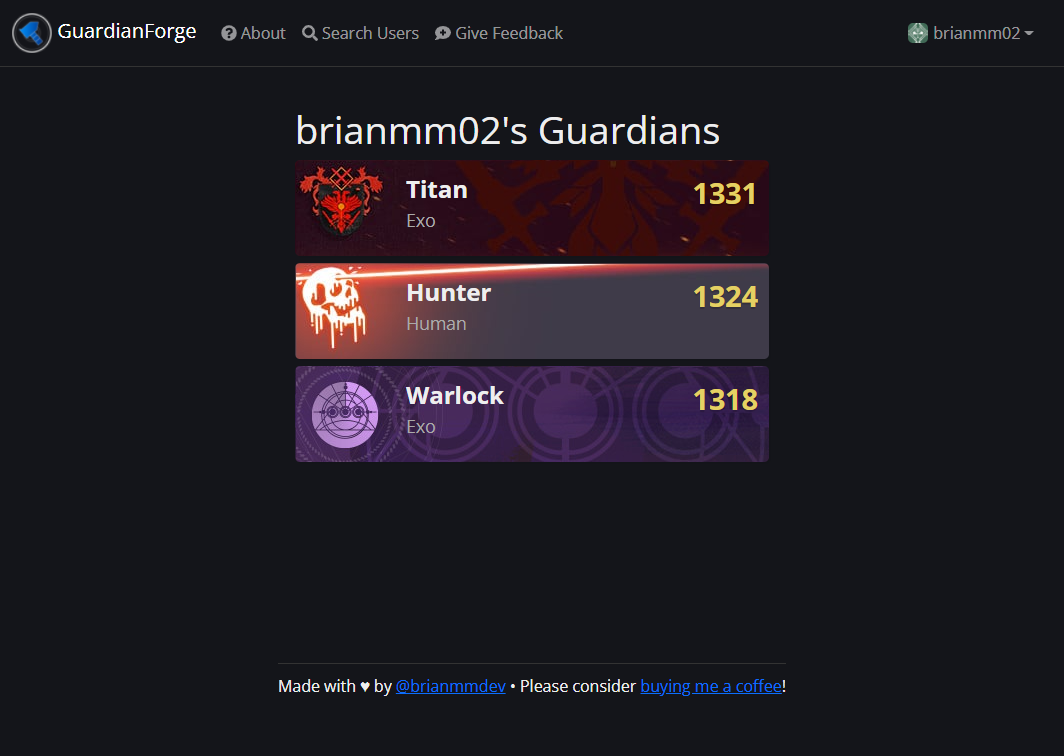 GuardianForge About Search Users Give Feedback brianmm02
brianmm02's Guardians
Titan 1331
Exo
Hunter 1324
Human
Warlock 1318
Exo
Made with ♥ by @brianmmdev • Please consider buying me a coffee!